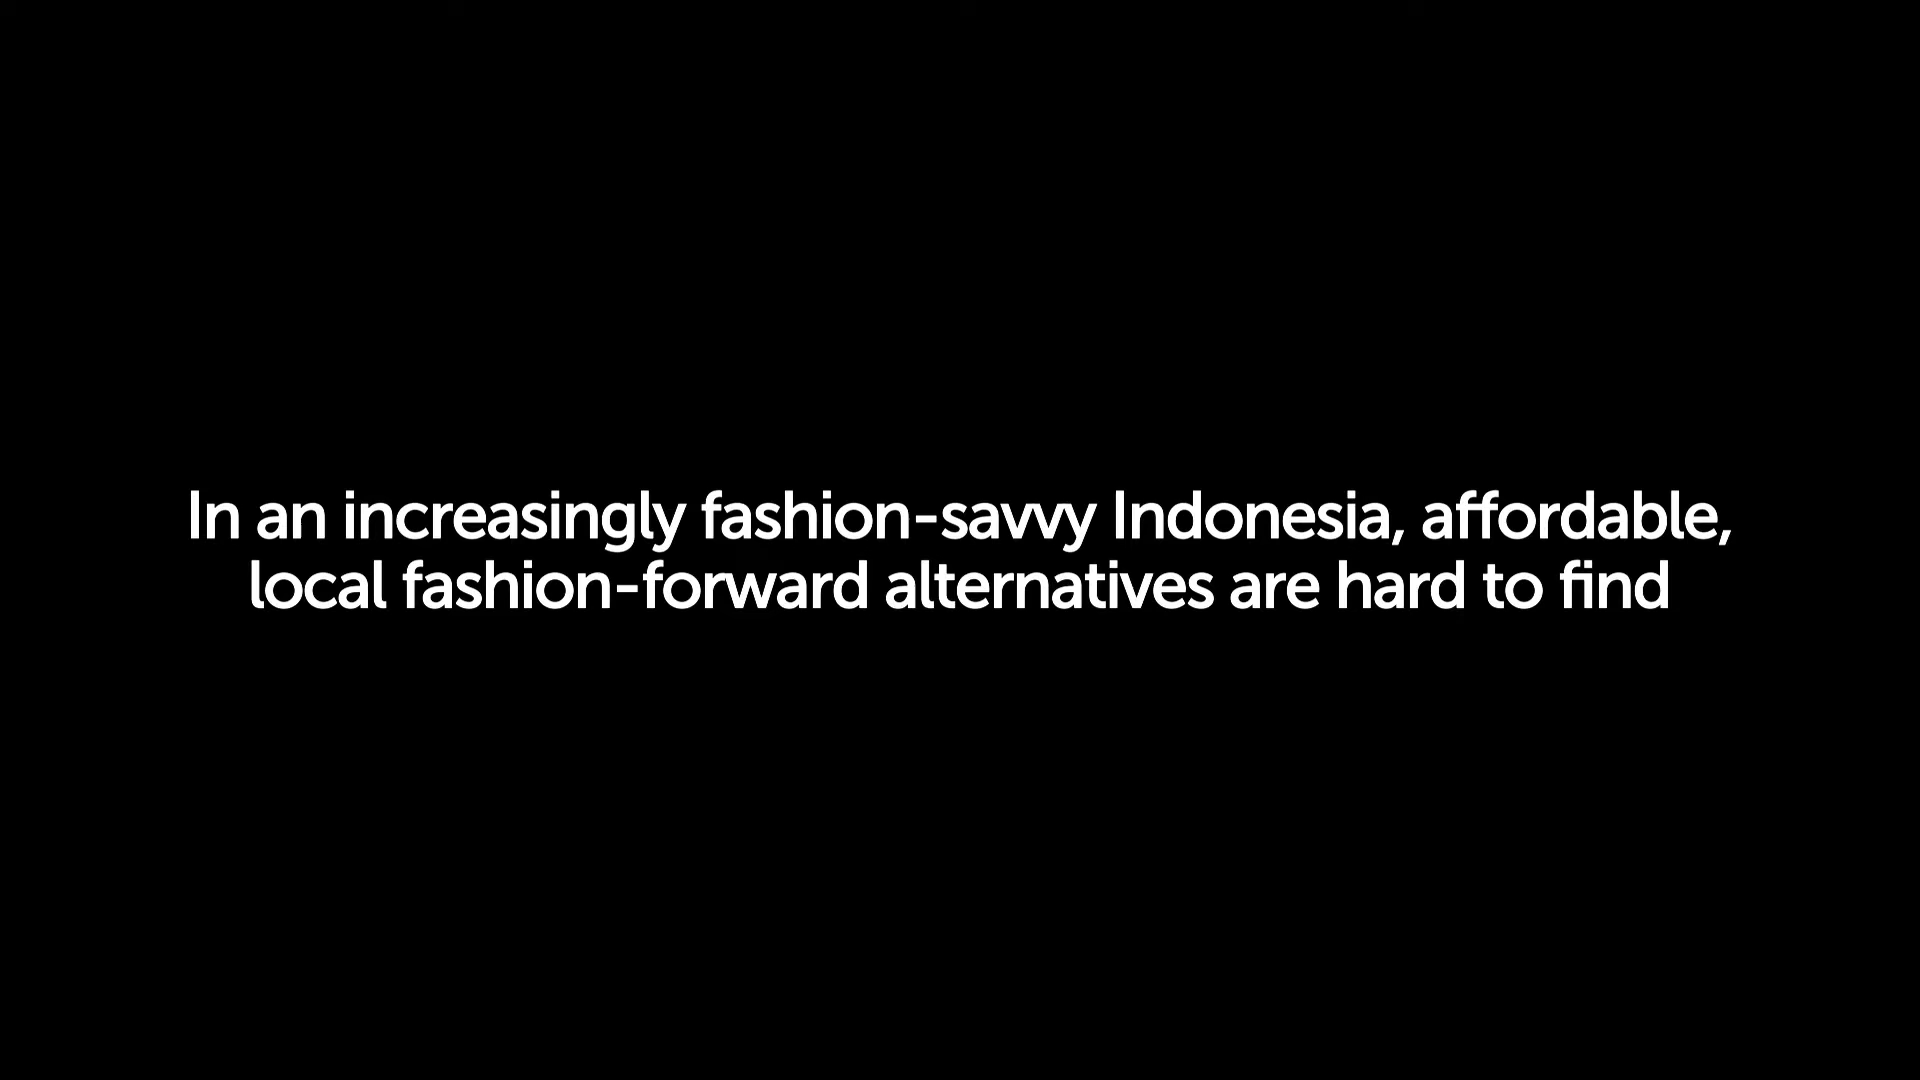 In an increasingly fashion-savvy Indonesia, affordable,
local fashion-forward alternatives are hard to find